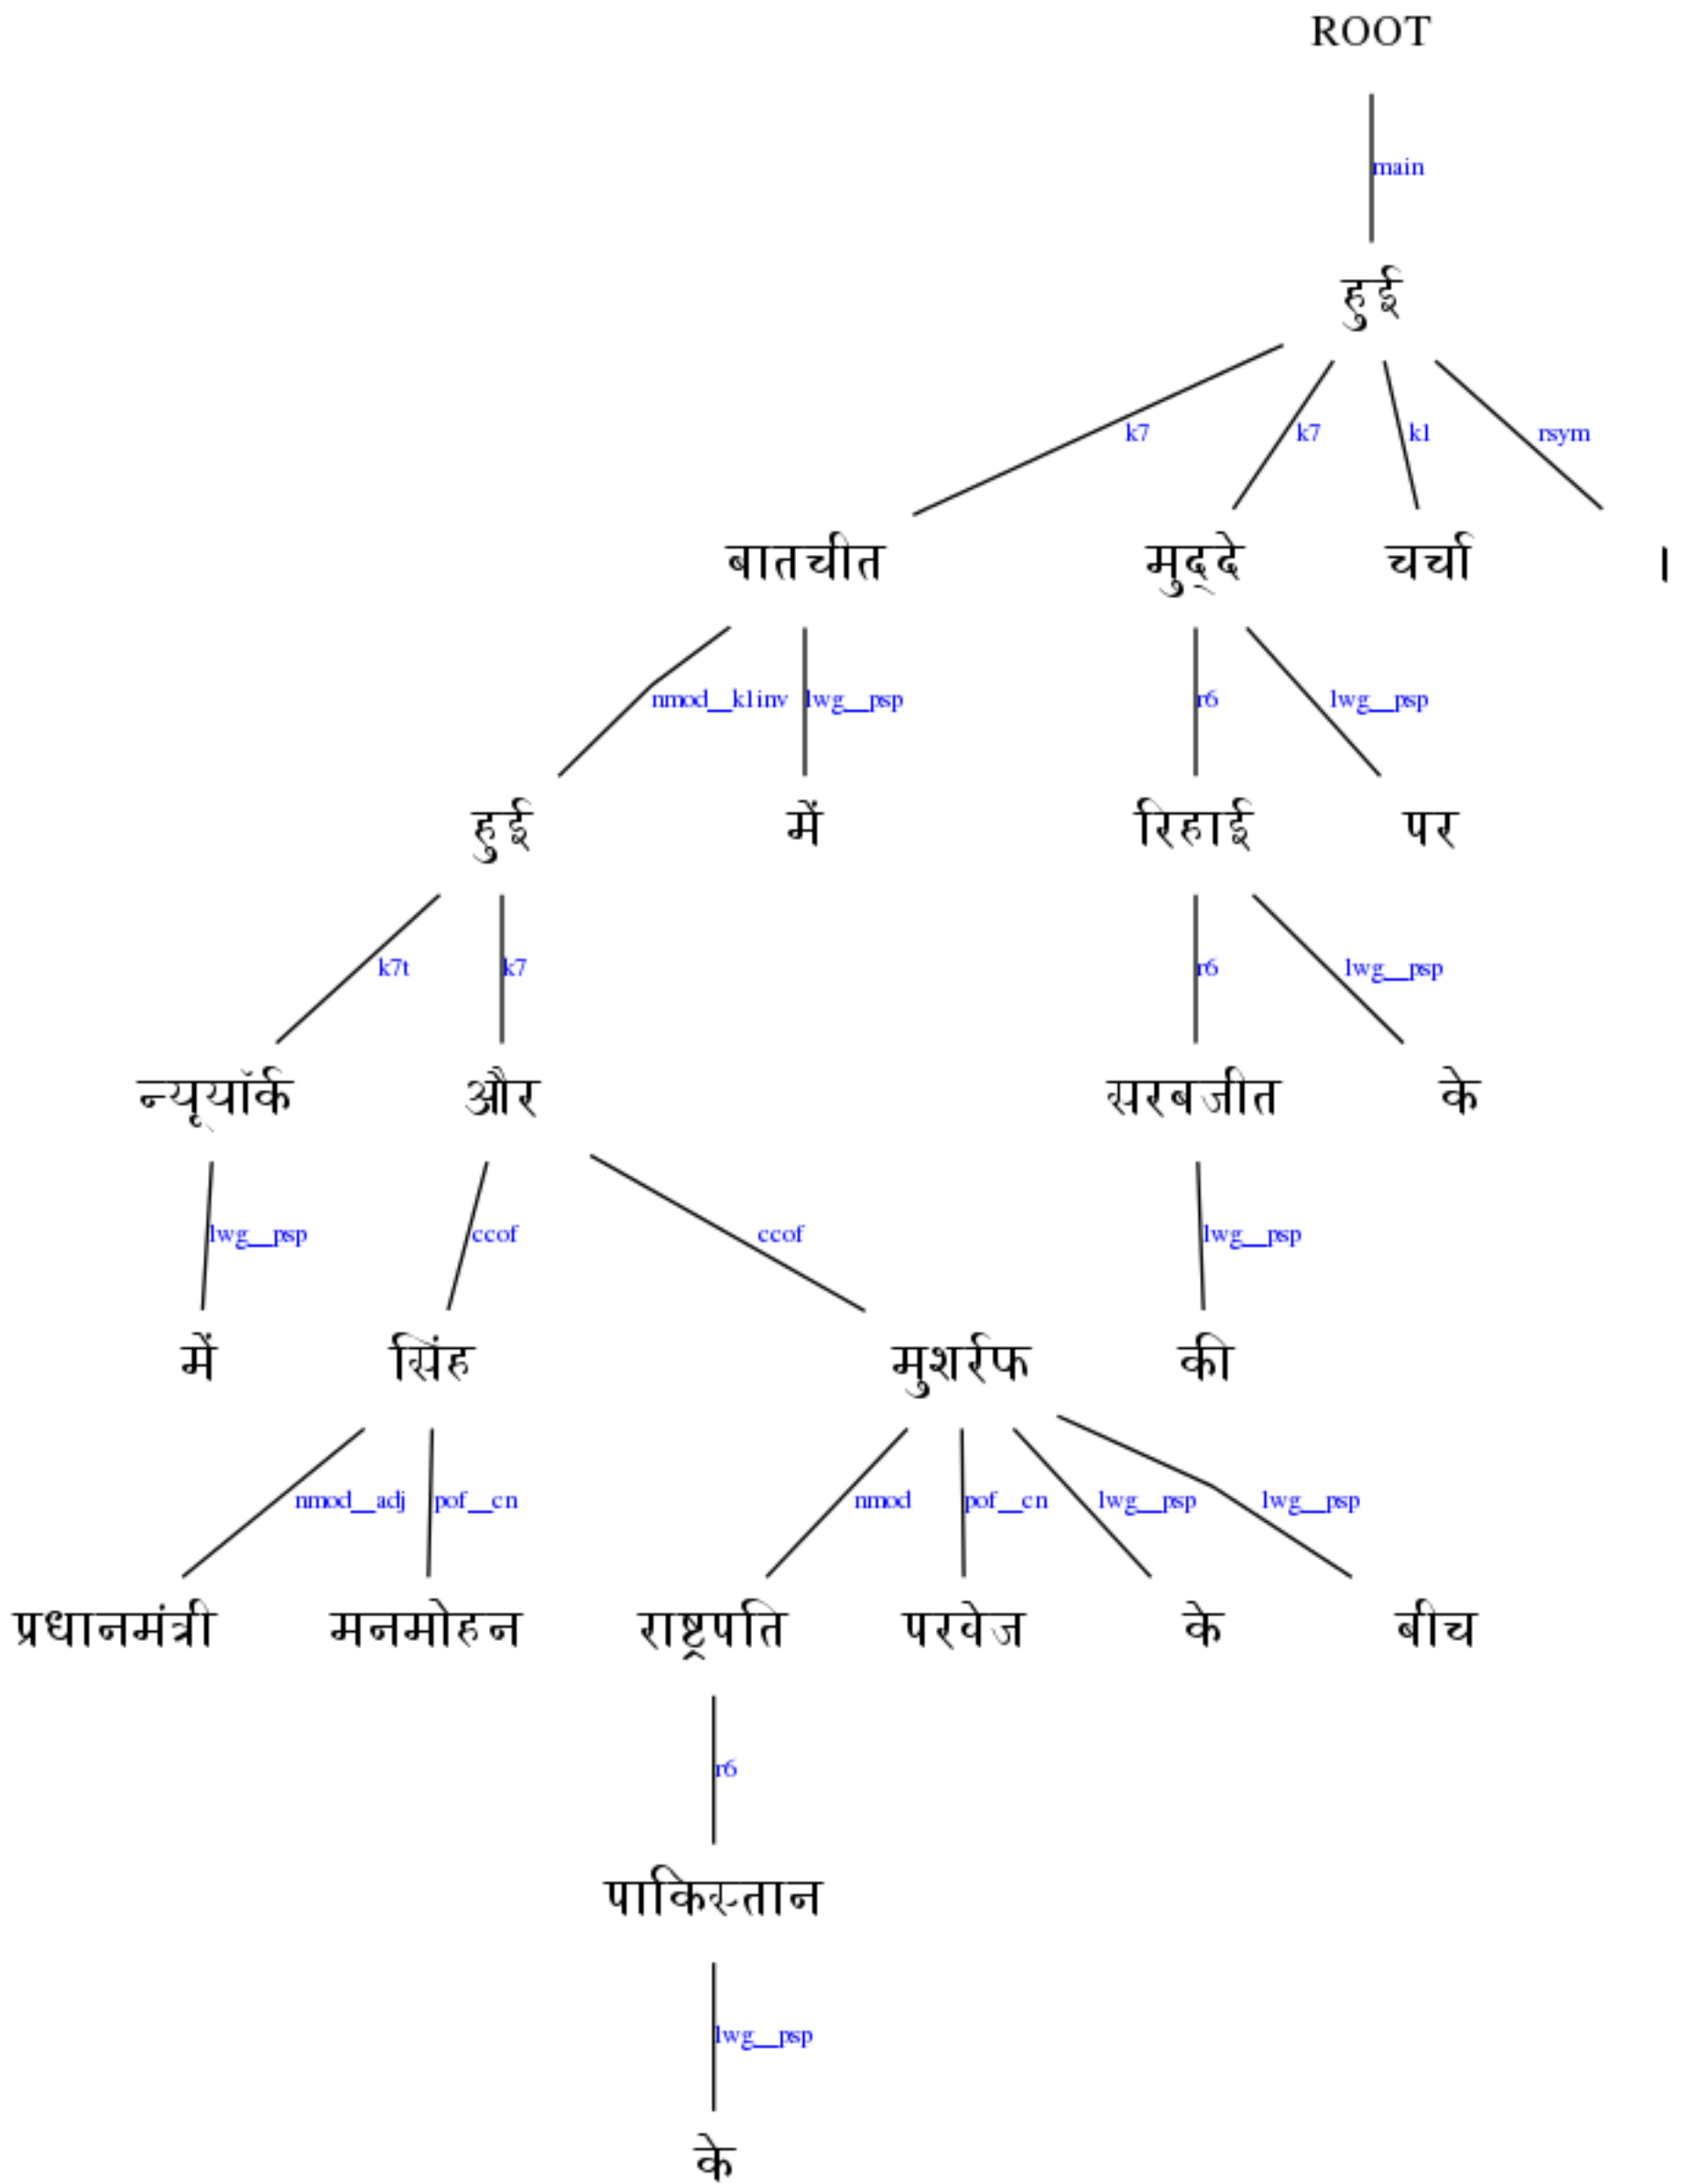 ROOT
main
हुई
k7 k7 k1 rsym
बातचीत मुद्दे चर्चा ।
nmod__k1inv lwg__psp r6 lwg__psp
हुई में रिहाई पर
k7t k7 r6 lwg__psp
न्यूयॉर्क और सरबजीत के
lwg__psp ccof ccof lwg__psp
में सिंह मुशर्रफ की
nmod__adj pof__cn nmod pof__cn lwg__psp lwg__psp
प्रधानमंत्री मनमोहन राष्ट्रपति परवेज के बीच
r6
पाकिस्तान
lwg__psp
के